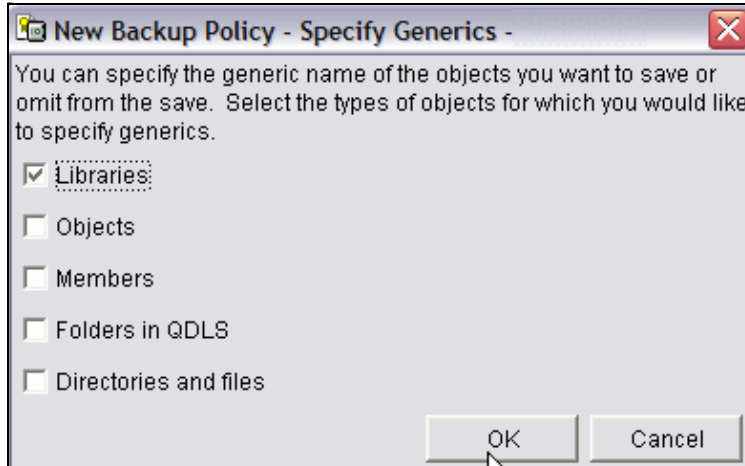 New Backup Policy - Specify Generics -
You can specify the generic name of the objects you want to save or
omit from the save. Select the types of objects for which you would like
to specify generics.
Libraries
Objects
Members
Folders in QDLS
Directories and files
OK Cancel